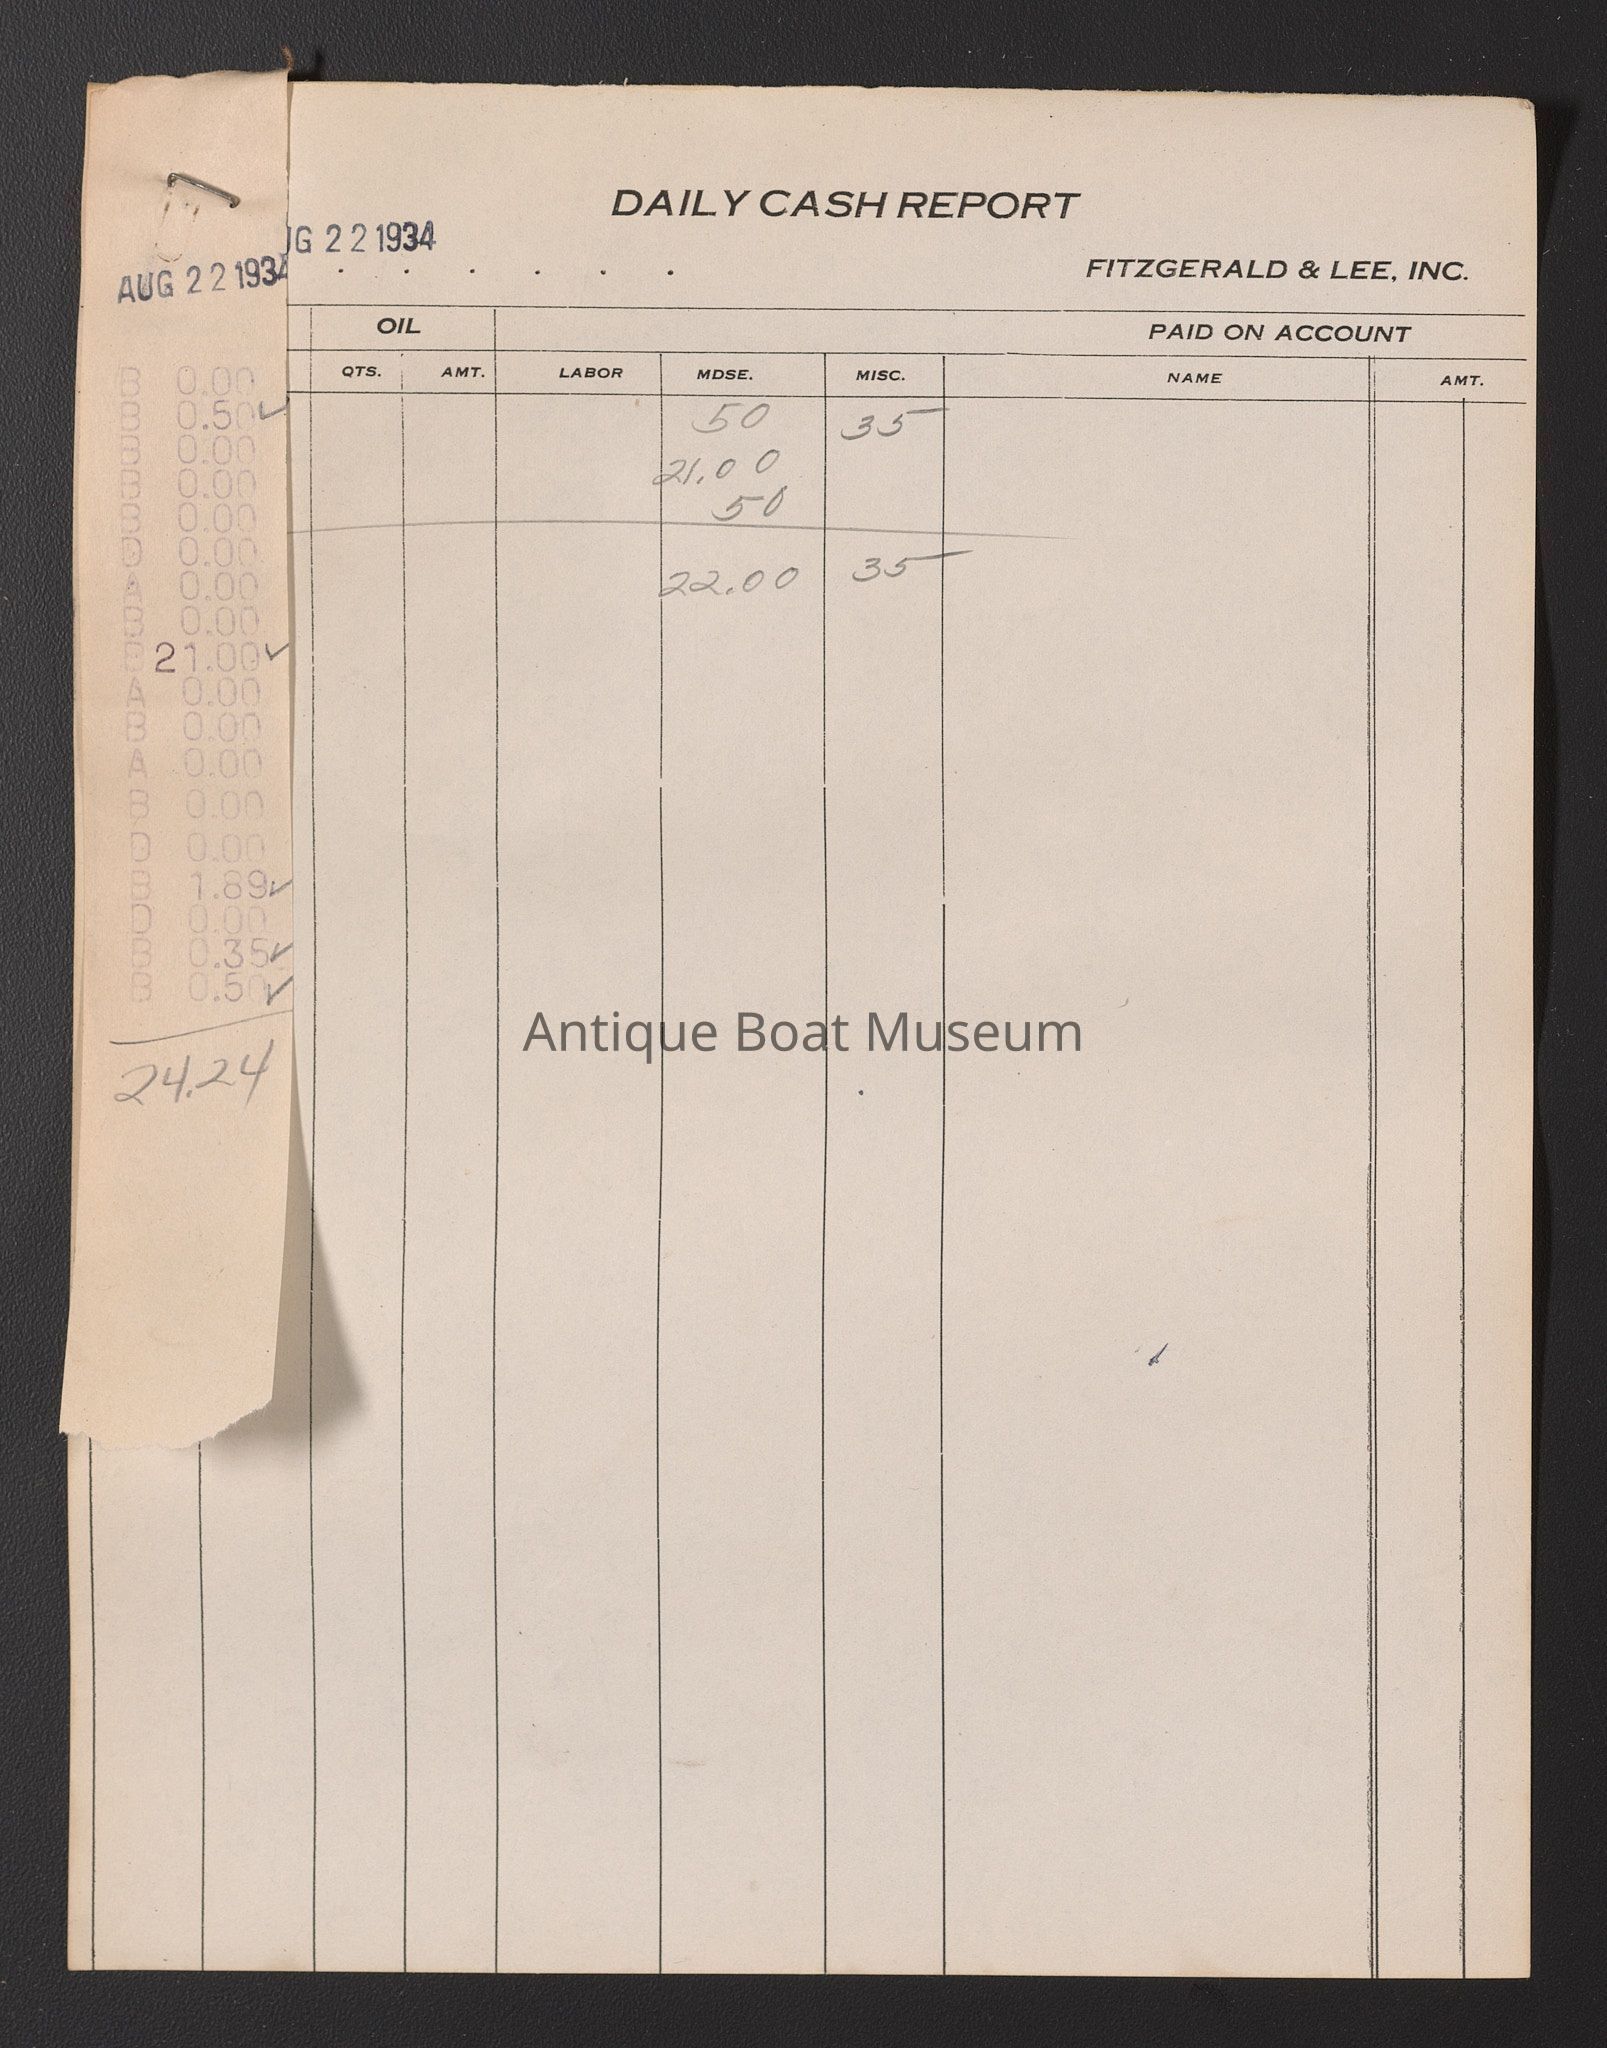 DAILY CASH REPORT
UG 22 1934
AUG 22 1934
FITZGERALD & LEE, INC.
OIL PAID ON ACCOUNT
QTS. AMT. LABOR MDSE. MISC. NAME AMT.
50 35
21.00
50
22.00 35
B 0.00
B 0.50 ✓
B 0.00
B 0.00
B 0.00
D 0.00
A 0.00
B 0.00
B 21.00 ✓
A 0.00
B 0.00
A 0.00
B 0.00
D 0.00
B 1.89 ✓
D 0.00
B 0.35 ✓
B 0.50 ✓
24.24
Antique Boat Museum